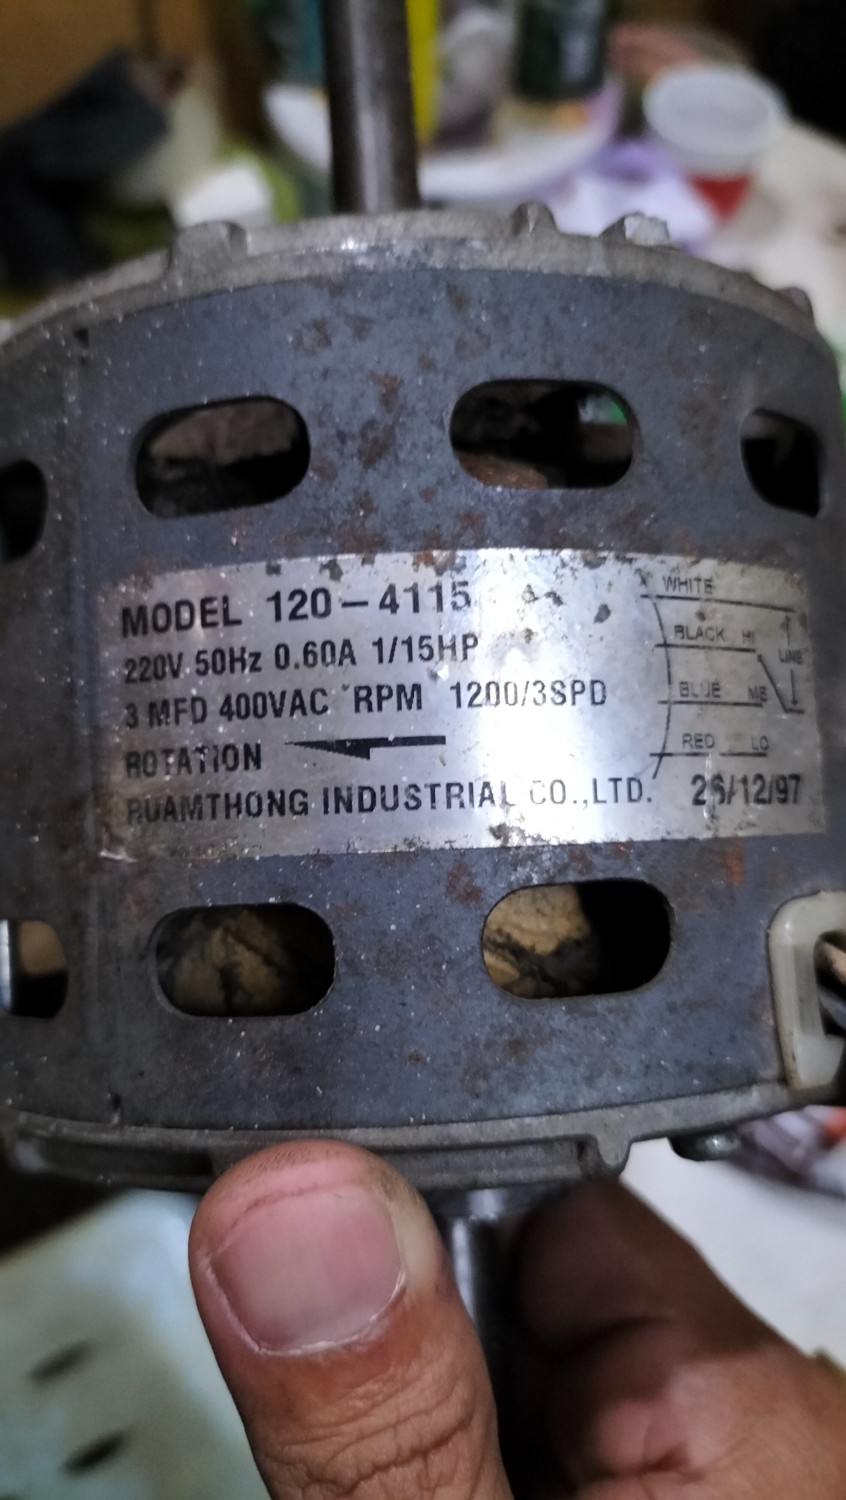 MODEL 120-4115
220V 50Hz 0.60A 1/15HP
3 MFD 400VAC RPM 1200/3SPD
ROTATION
RUAMTHONG INDUSTRIAL CO.,LTD. 26/12/97
WHITE
BLACK HI
LINE
BLUE ME
RED LO